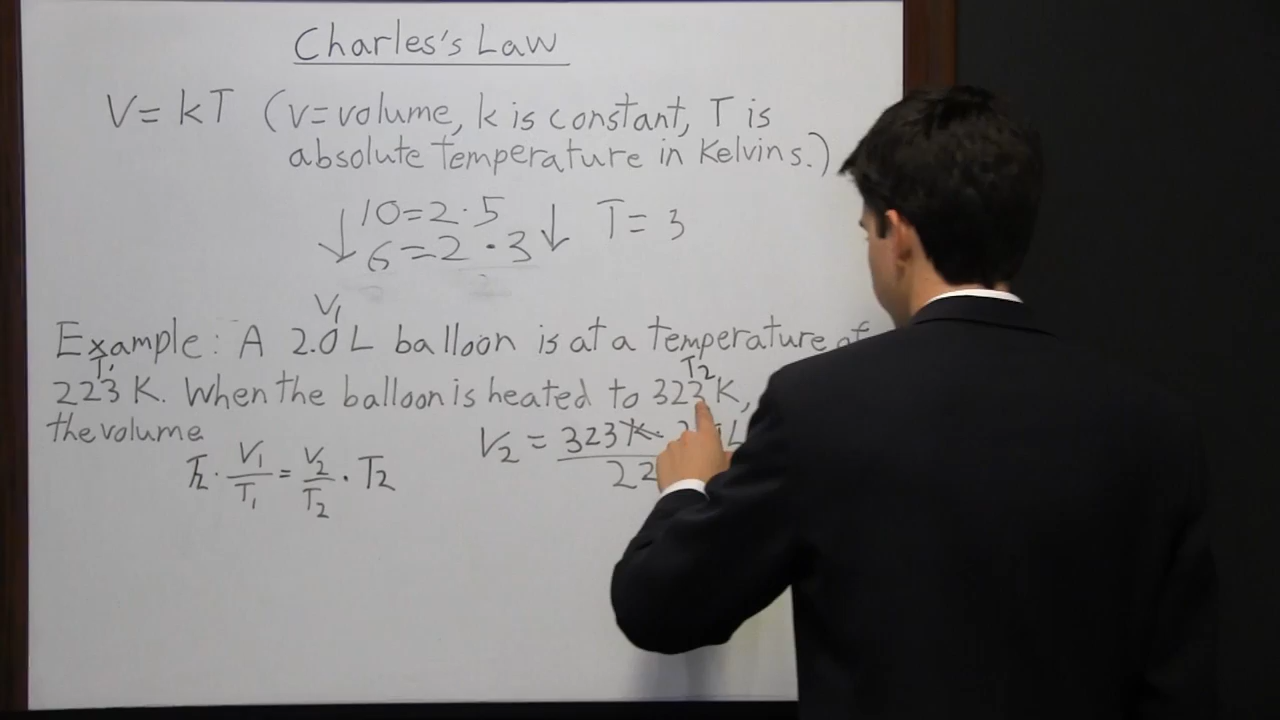 Charles's Law
V = kT (v = volume, k is constant, T is
absolute temperature in Kelvins.)
↓ 10 = 2 · 5 ↓ T = 3
6 = 2 · 3
V₁
Example: A 2.0 L balloon is at a temperature of
T₁ T₂
223 K. When the balloon is heated to 323 K,
the volume
T₂ · V₁/T₁ = V₂/T₂ · T₂
V₂ = 323 K ·